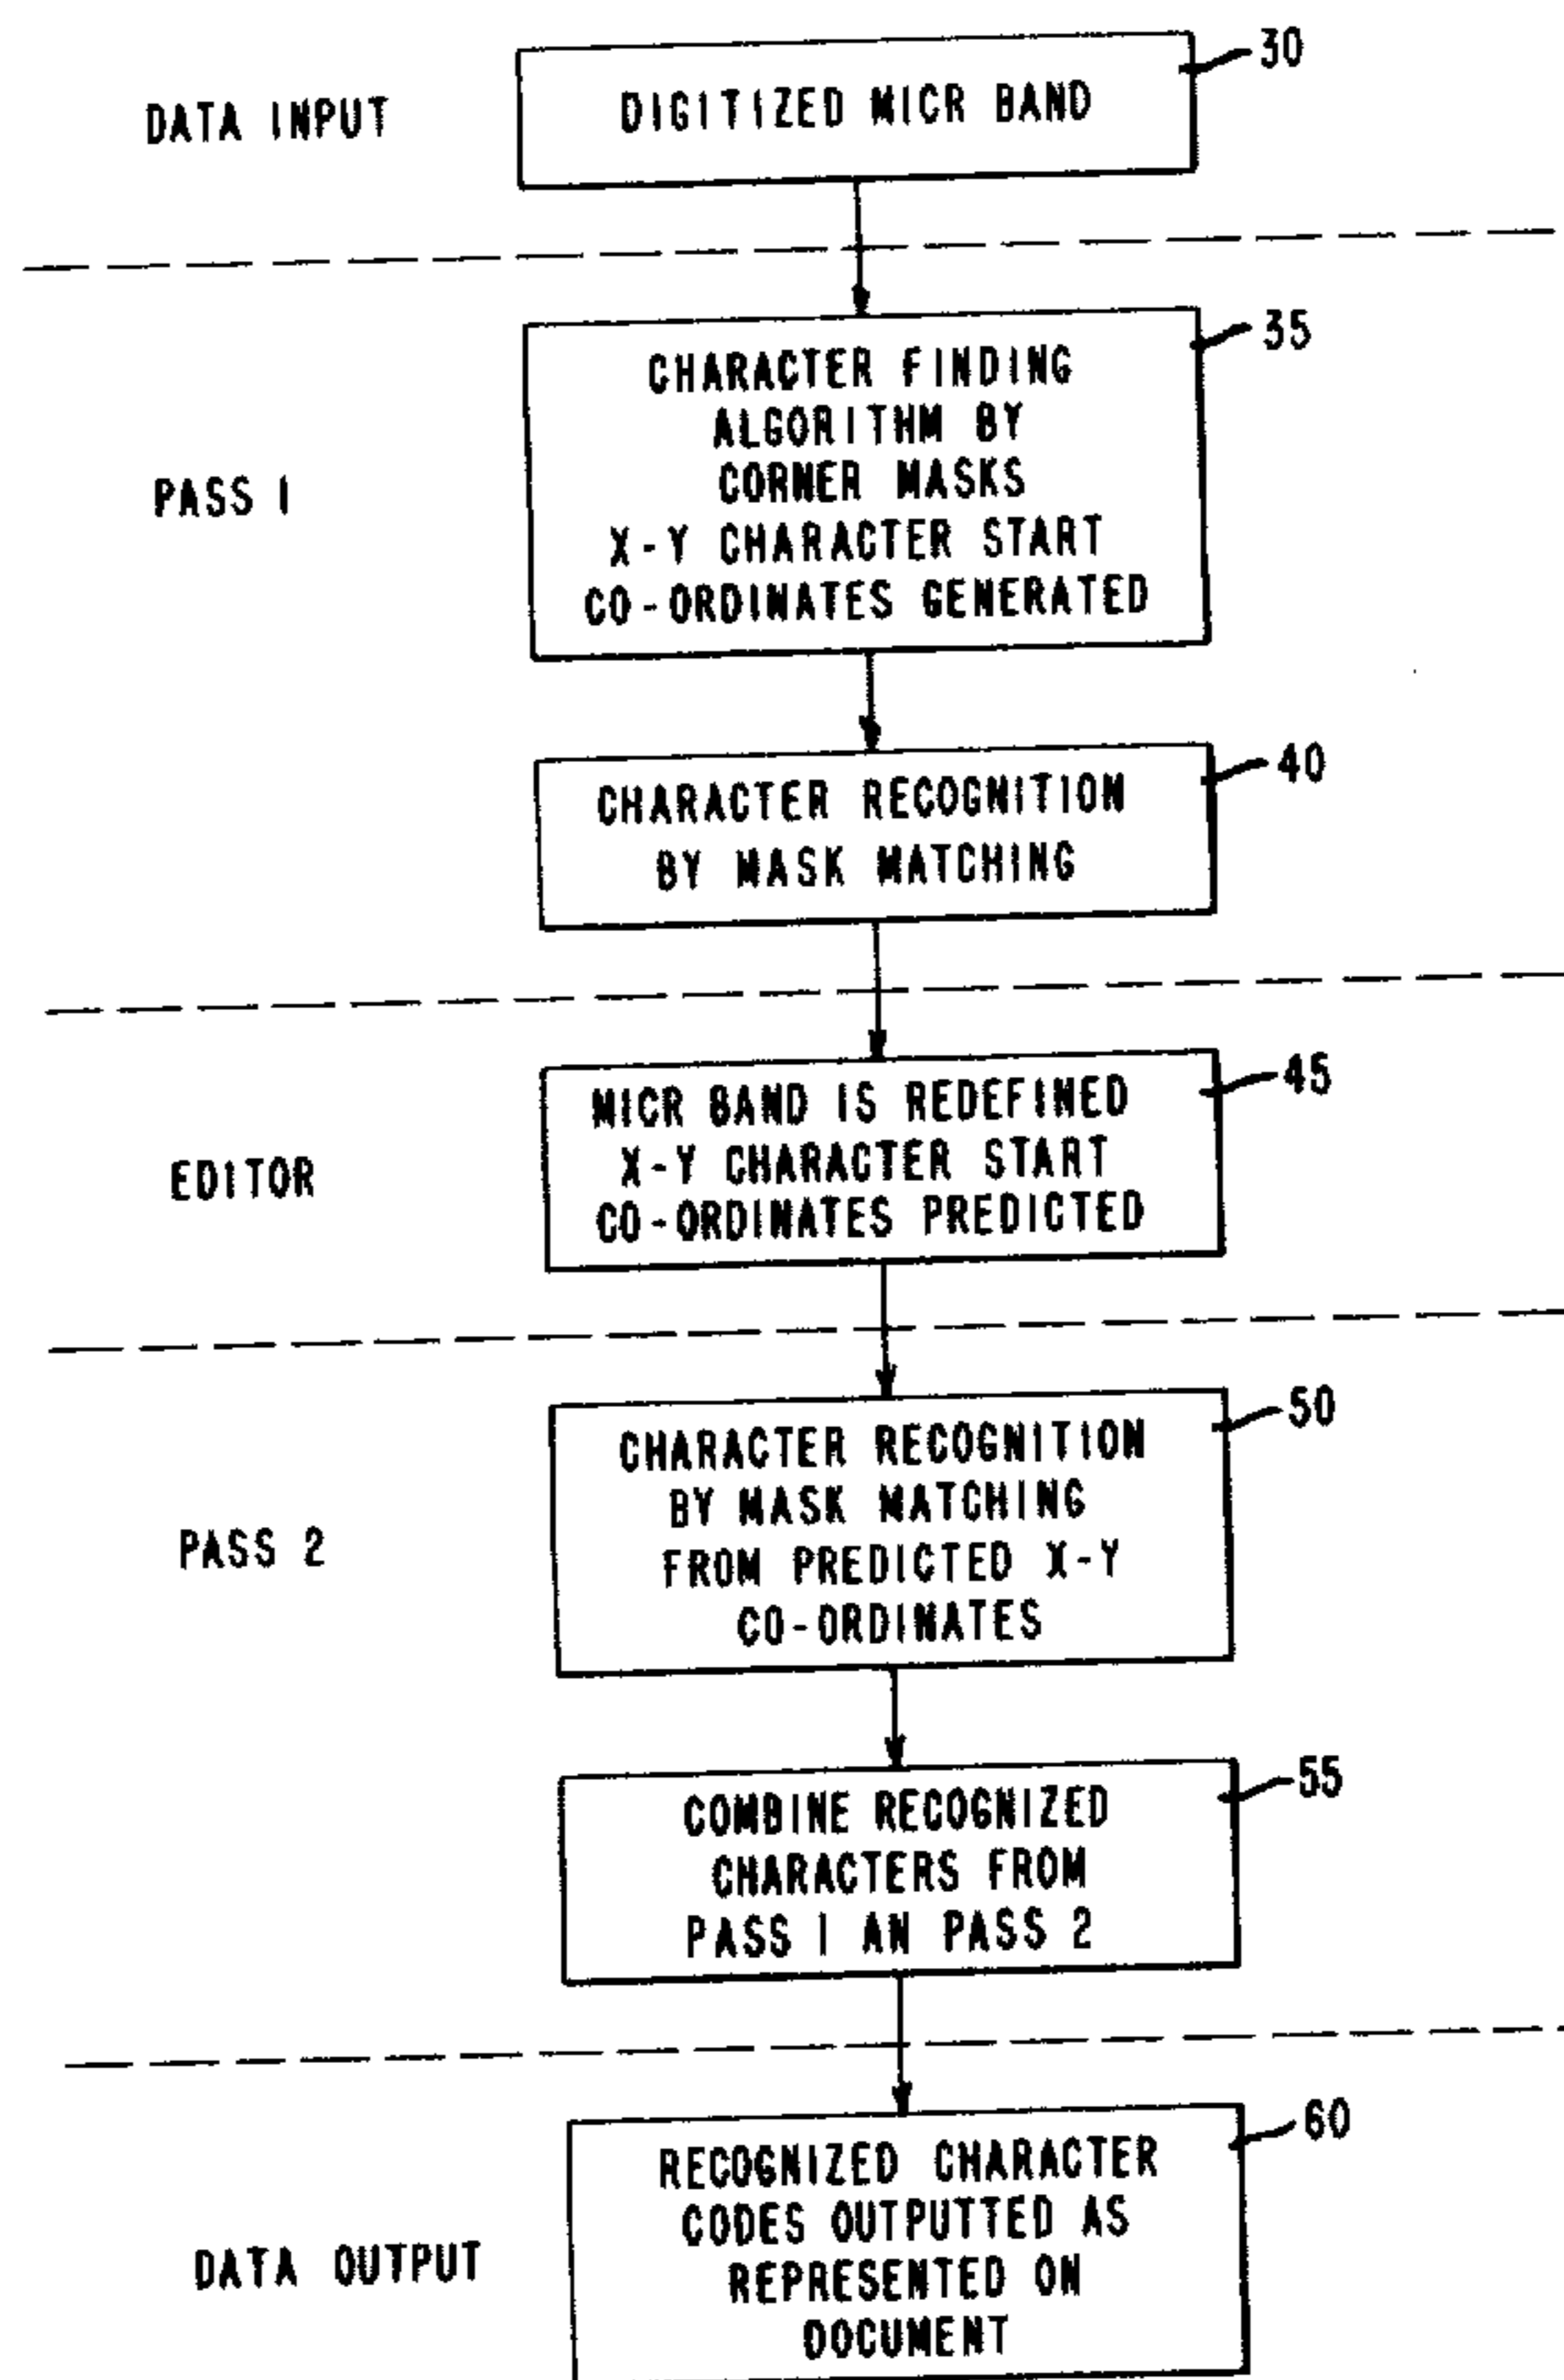 30
DATA INPUT
DIGITIZED MICR BAND
35
CHARACTER FINDING
ALGORITHM BY
CORNER MASKS
X-Y CHARACTER START
CO-ORDINATES GENERATED
PASS 1
40
CHARACTER RECOGNITION
BY MASK MATCHING
45
MICR BAND IS REDEFINED
X-Y CHARACTER START
CO-ORDINATES PREDICTED
EDITOR
50
CHARACTER RECOGNITION
BY MASK MATCHING
FROM PREDICTED X-Y
CO-ORDINATES
PASS 2
55
COMBINE RECOGNIZED
CHARACTERS FROM
PASS 1 AN PASS 2
60
RECOGNIZED CHARACTER
CODES OUTPUTTED AS
REPRESENTED ON
DOCUMENT
DATA OUTPUT